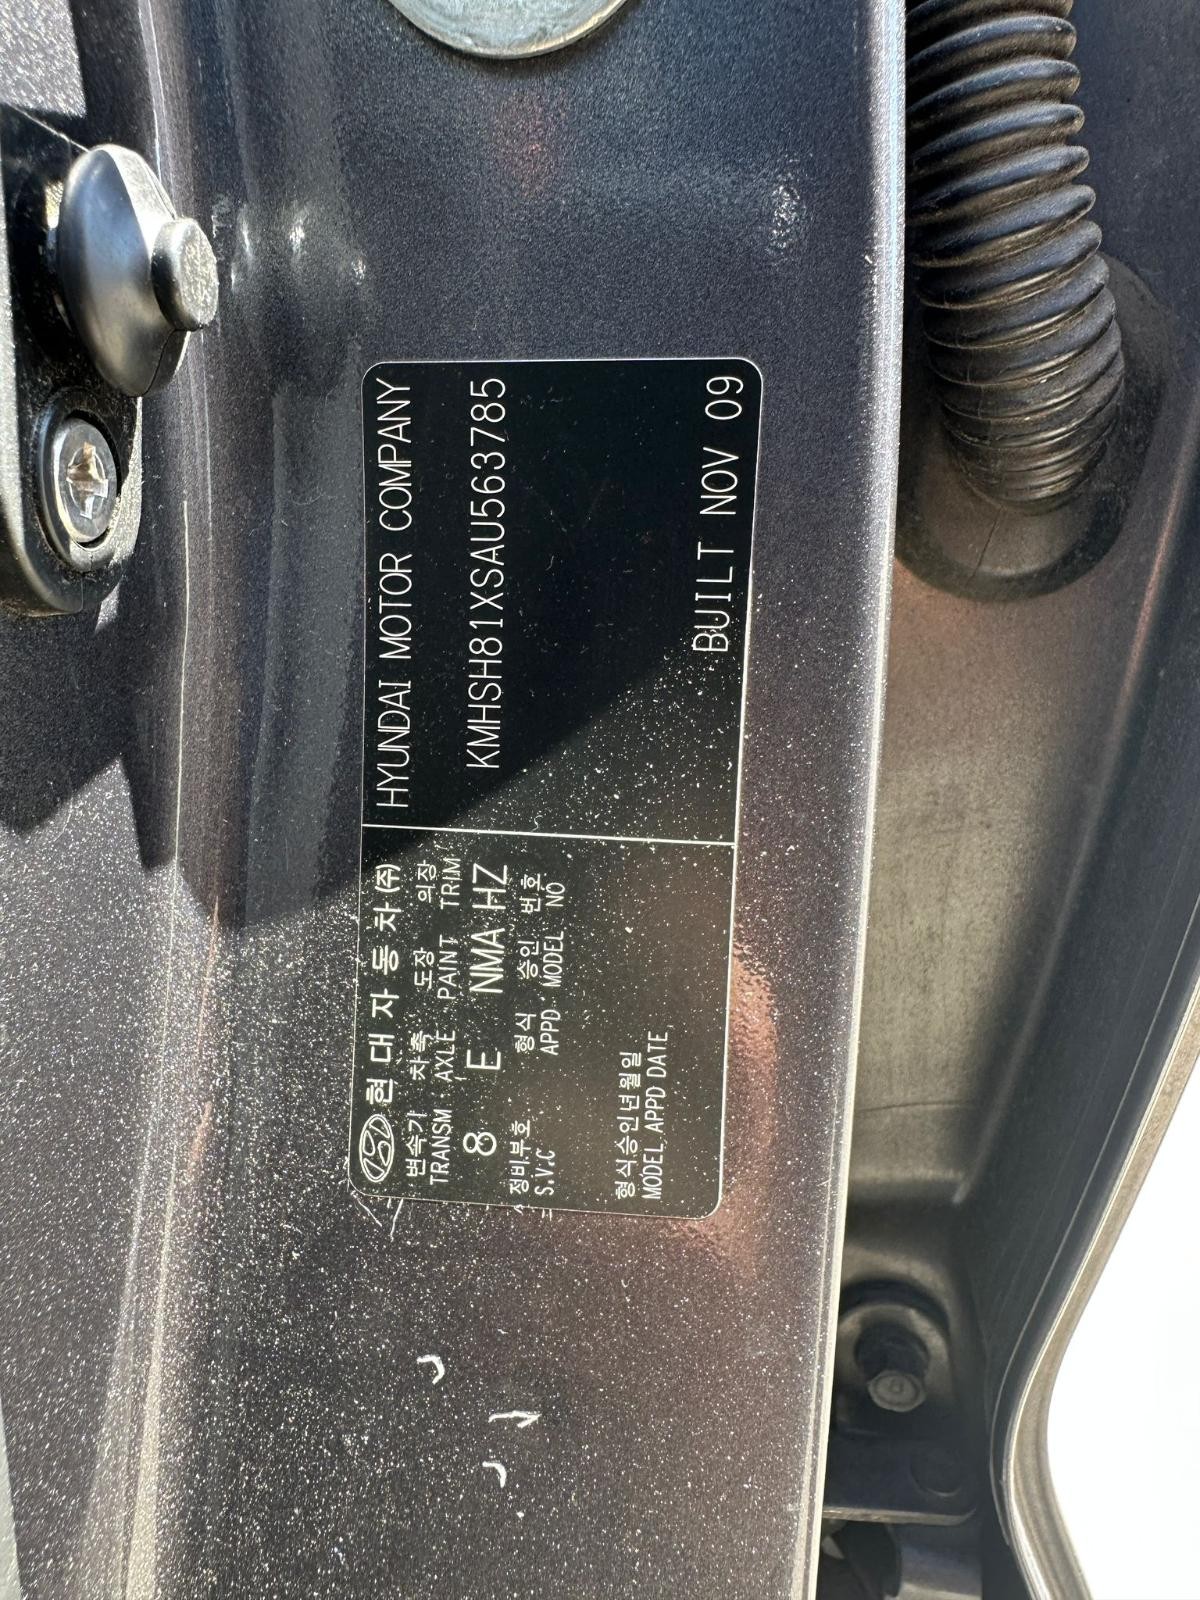 현대자동차(주)
변속기 차축 도장 의장
TRANSM AXLE PAINT TRIM
8 E NMA HZ
정비부호 형식 승인 번호
S.V.C APPD MODEL NO
형식승인년월일
MODEL APPD DATE
HYUNDAI MOTOR COMPANY
KMHSH81XSAU563785
BUILT NOV 09